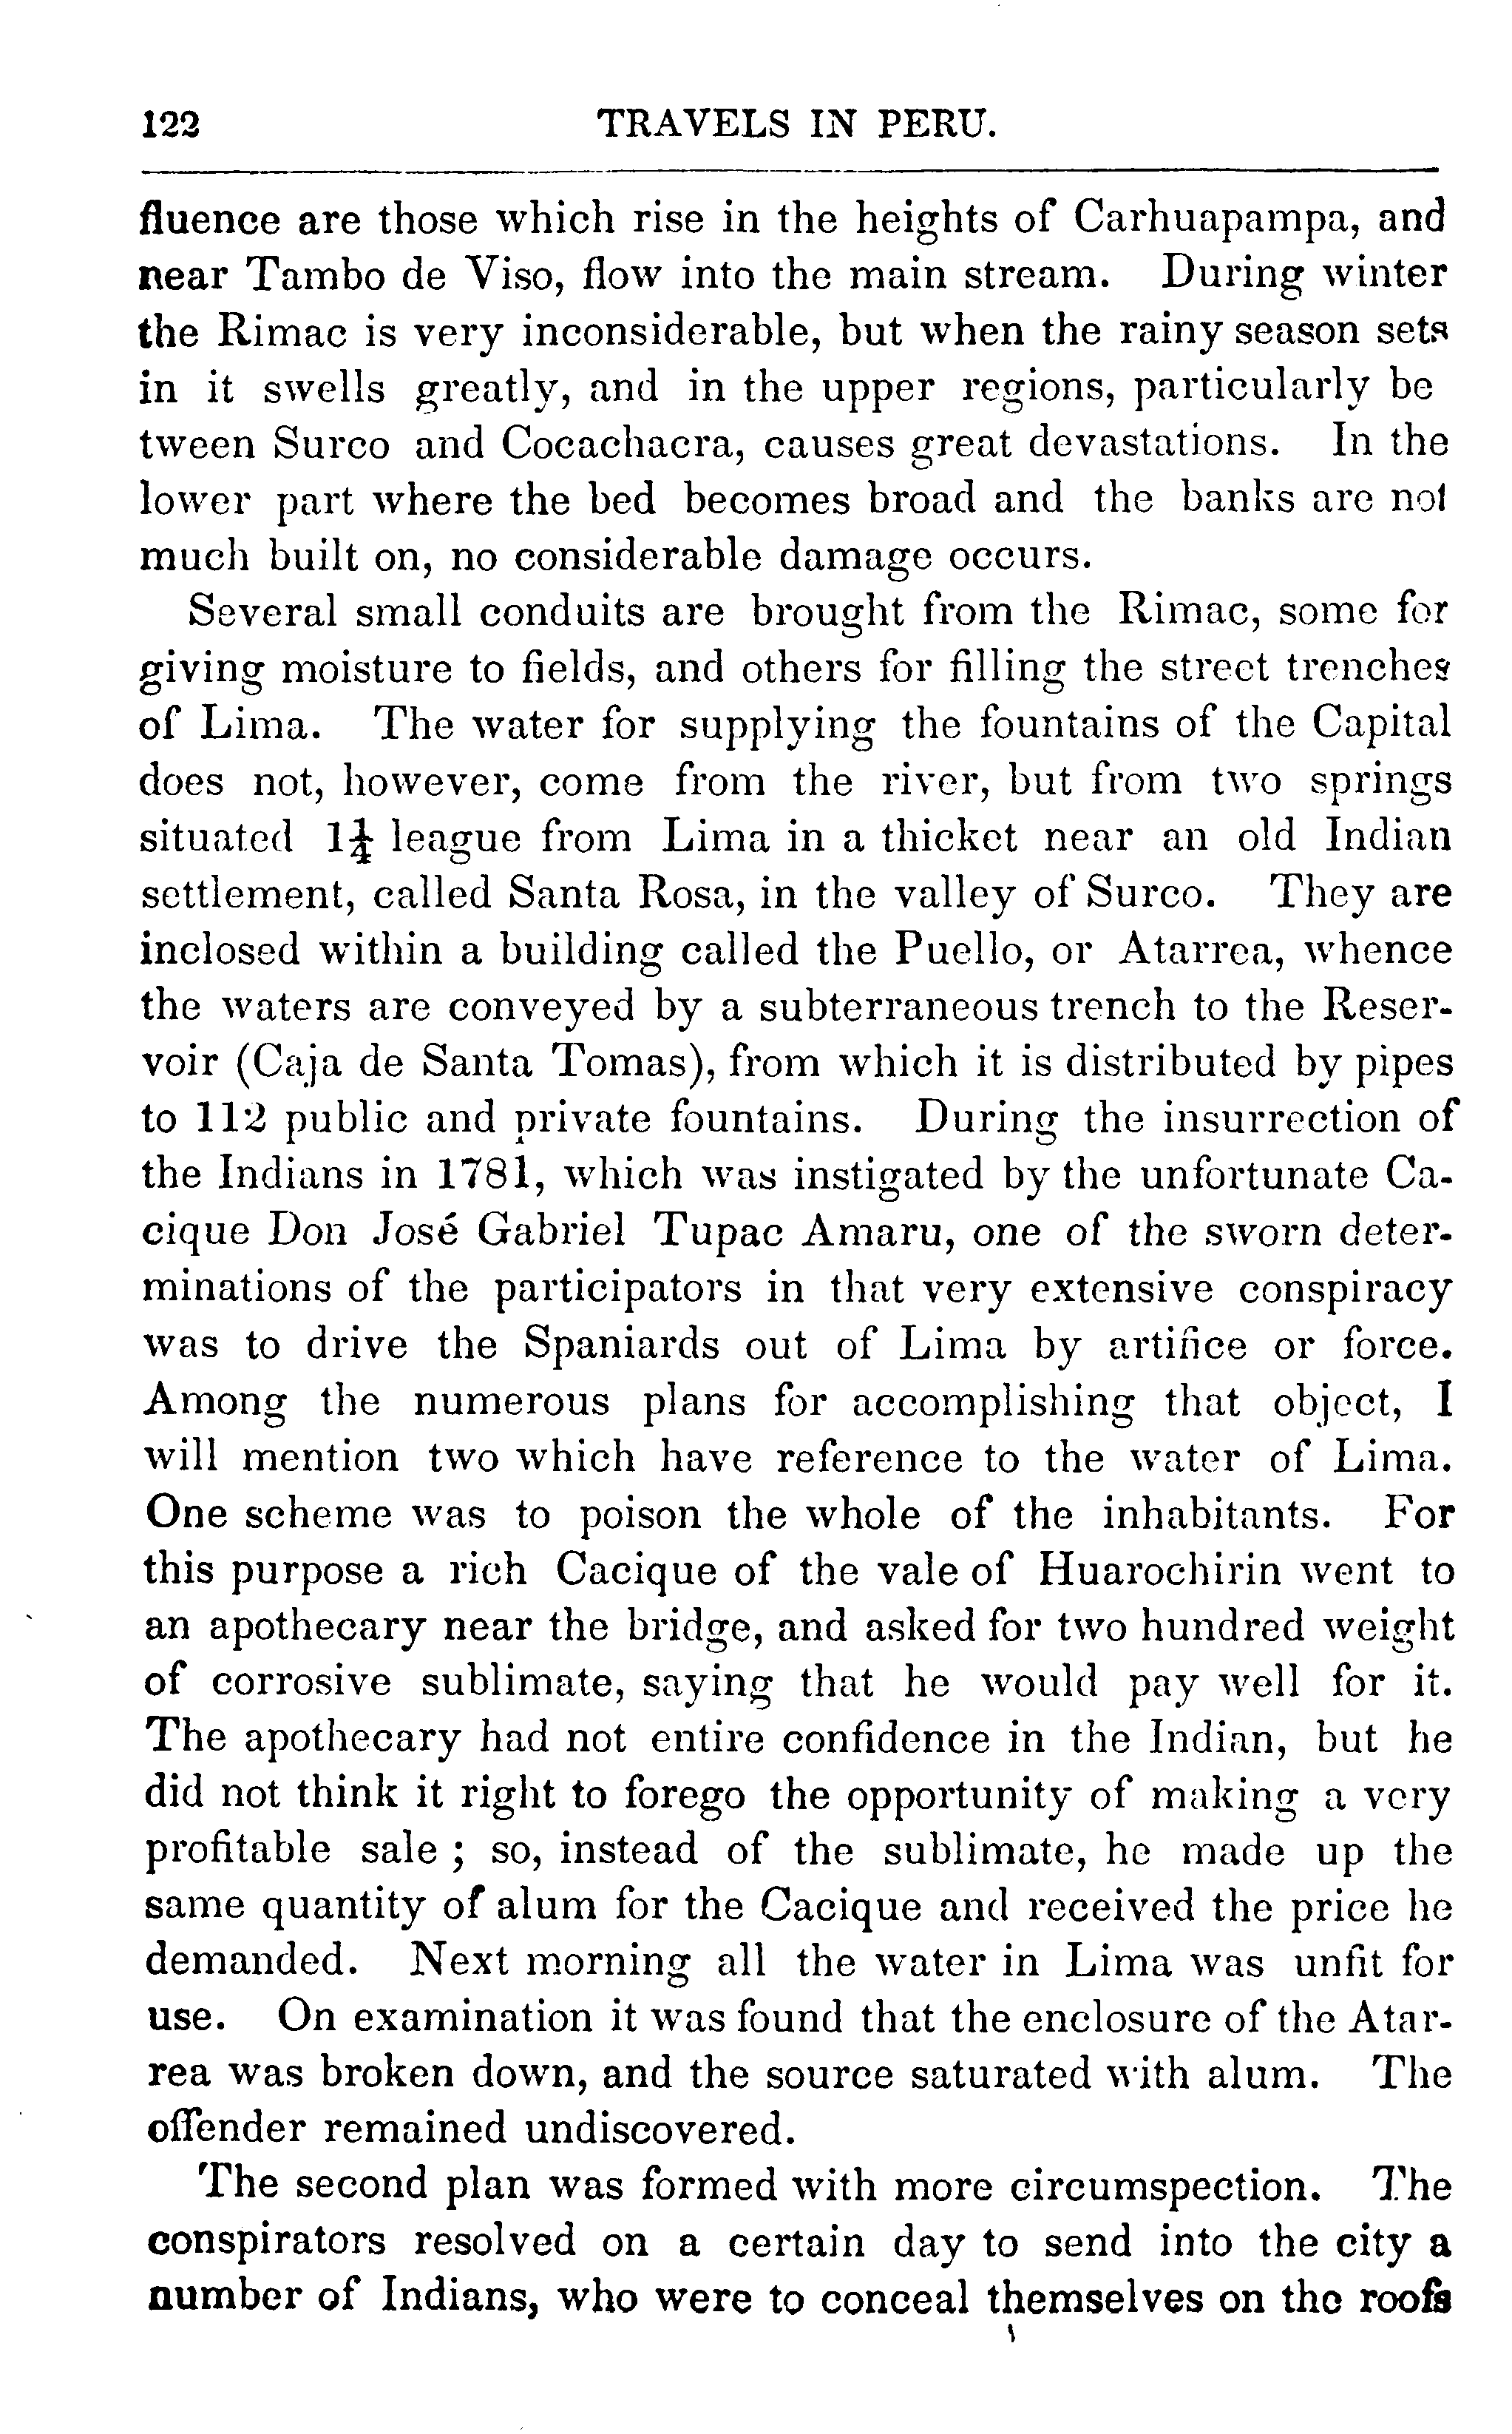 122 TRAVELS IN PERU.
fluence are those which rise in the heights of Carhuapampa, and
near Tambo de Viso, flow into the main stream. During winter
the Rimac is very inconsiderable, but when the rainy season sets
in it swells greatly, and in the upper regions, particularly be
tween Surco and Cocachacra, causes great devastations. In the
lower part where the bed becomes broad and the banks are not
much built on, no considerable damage occurs.
Several small conduits are brought from the Rimac, some for
giving moisture to fields, and others for filling the street trenches
of Lima. The water for supplying the fountains of the Capital
does not, however, come from the river, but from two springs
situated 1¼ league from Lima in a thicket near an old Indian
settlement, called Santa Rosa, in the valley of Surco. They are
inclosed within a building called the Puello, or Atarrea, whence
the waters are conveyed by a subterraneous trench to the Reser-
voir (Caja de Santa Tomas), from which it is distributed by pipes
to 112 public and private fountains. During the insurrection of
the Indians in 1781, which was instigated by the unfortunate Ca-
cique Don José Gabriel Tupac Amaru, one of the sworn deter-
minations of the participators in that very extensive conspiracy
was to drive the Spaniards out of Lima by artifice or force.
Among the numerous plans for accomplishing that object, I
will mention two which have reference to the water of Lima.
One scheme was to poison the whole of the inhabitants. For
this purpose a rich Cacique of the vale of Huarochirin went to
an apothecary near the bridge, and asked for two hundred weight
of corrosive sublimate, saying that he would pay well for it.
The apothecary had not entire confidence in the Indian, but he
did not think it right to forego the opportunity of making a very
profitable sale ; so, instead of the sublimate, he made up the
same quantity of alum for the Cacique and received the price he
demanded. Next morning all the water in Lima was unfit for
use. On examination it was found that the enclosure of the Atar-
rea was broken down, and the source saturated with alum. The
offender remained undiscovered.
The second plan was formed with more circumspection. The
conspirators resolved on a certain day to send into the city a
number of Indians, who were to conceal themselves on the roofs